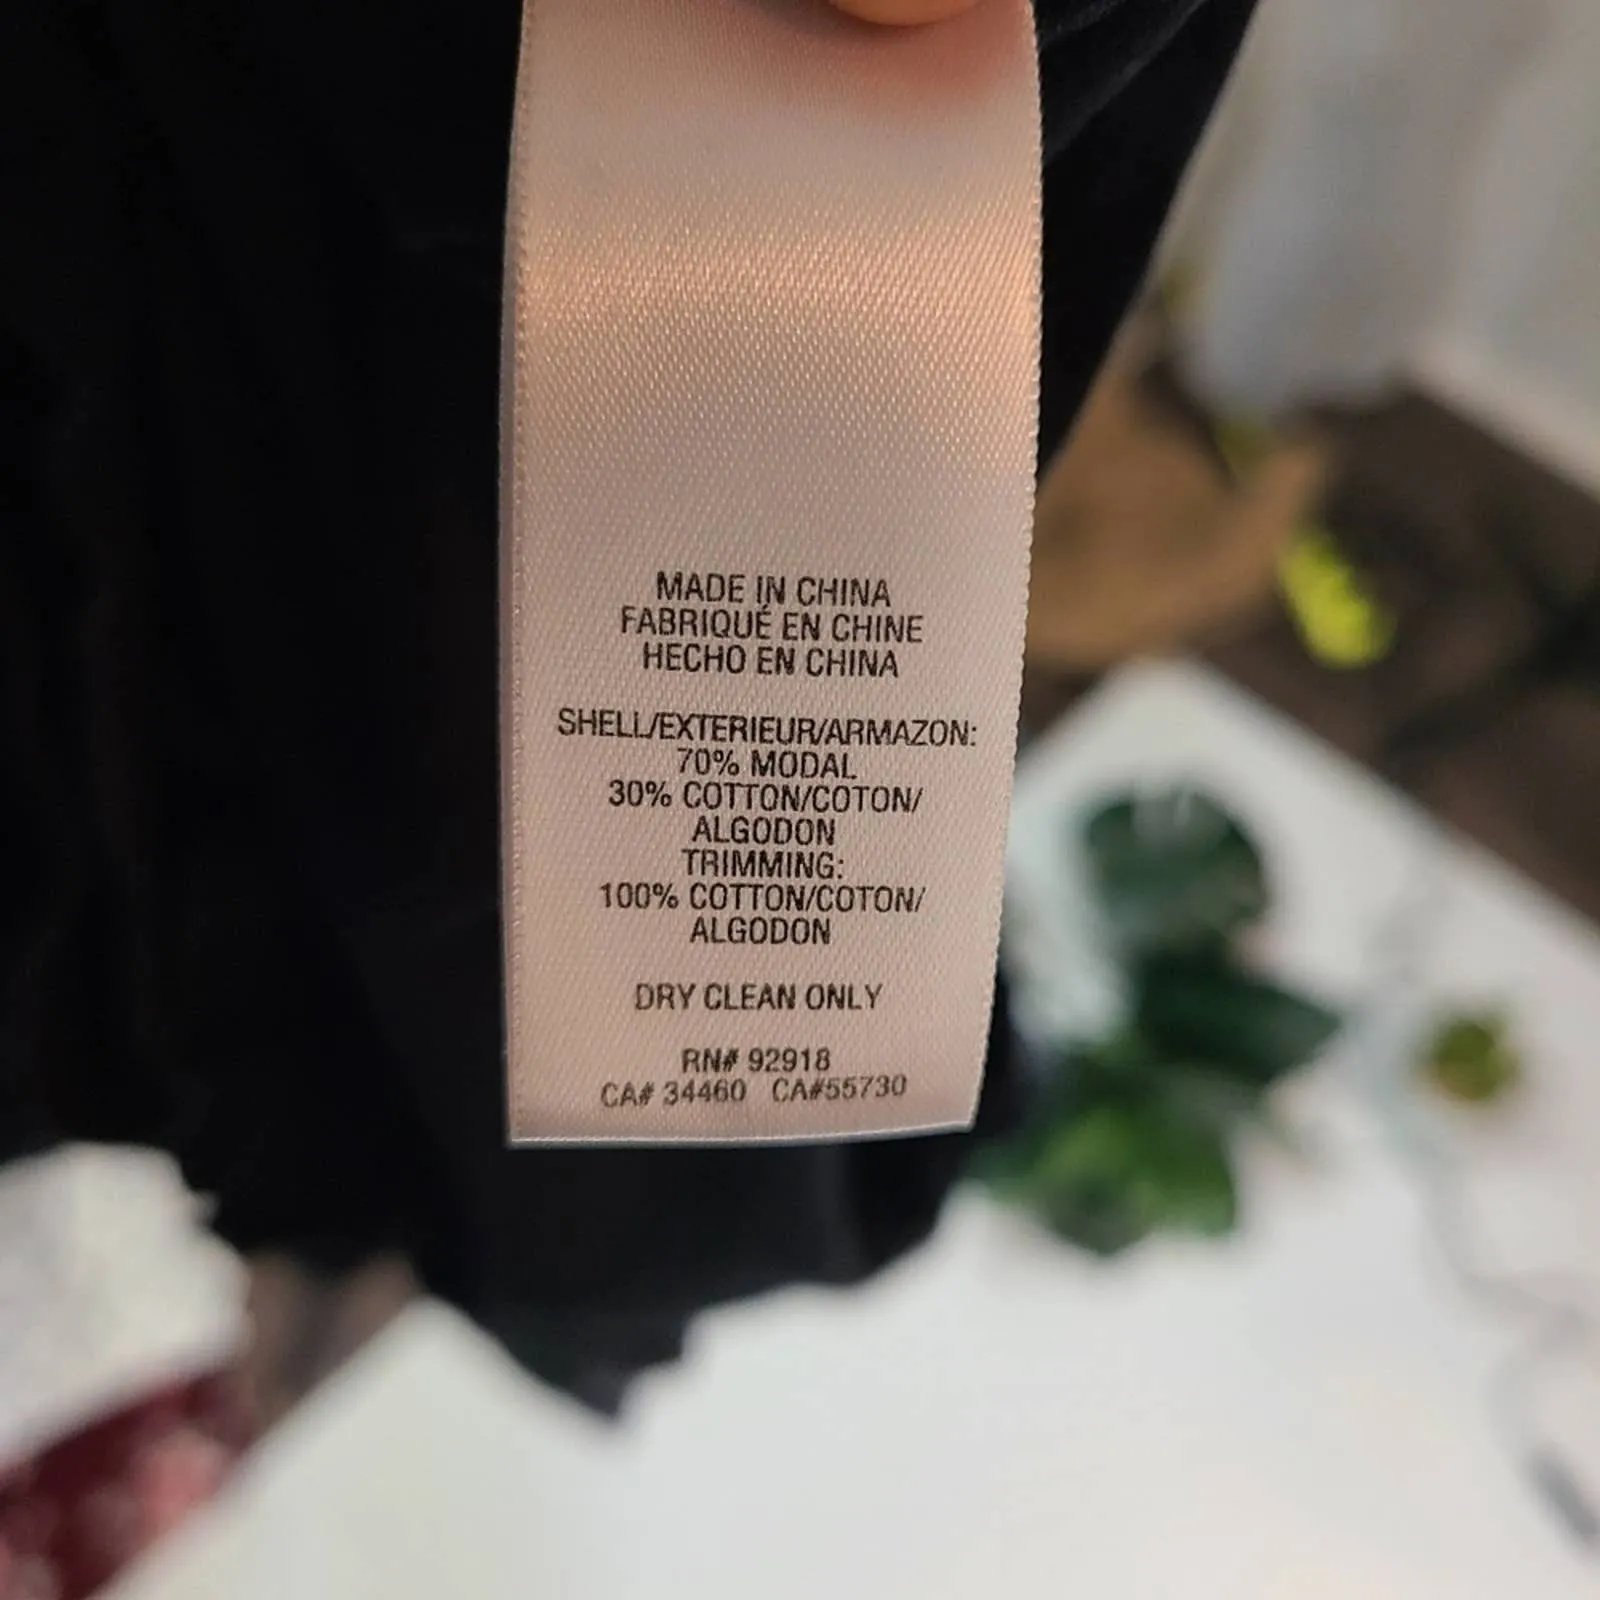 MADE IN CHINA
FABRIQUÉ EN CHINE
HECHO EN CHINA
SHELL/EXTERIEUR/ARMAZON:
70% MODAL
30% COTTON/COTON/
ALGODON
TRIMMING:
100% COTTON/COTON/
ALGODON
DRY CLEAN ONLY
RN# 92918
CA# 34460 CA#55730